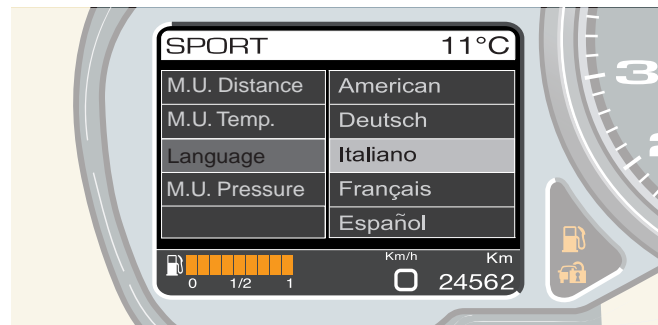 SPORT 11°C
M.U. Distance American
M.U. Temp. Deutsch
Language Italiano
M.U. Pressure Français
Español
Km/h Km
0 1/2 1 0 24562
3